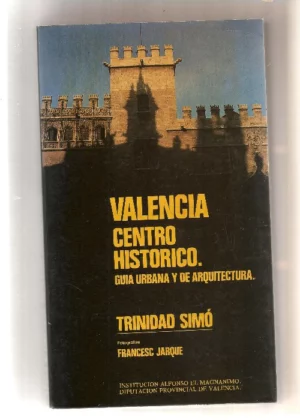 VALENCIA
CENTRO
HISTORICO.
GUIA URBANA Y DE ARQUITECTURA.
TRINIDAD SIMÓ
Fotografías
FRANCESC JARQUE
INSTITUCION ALFONSO EL MAGNANIMO.
DIPUTACION PROVINCIAL DE VALENCIA.